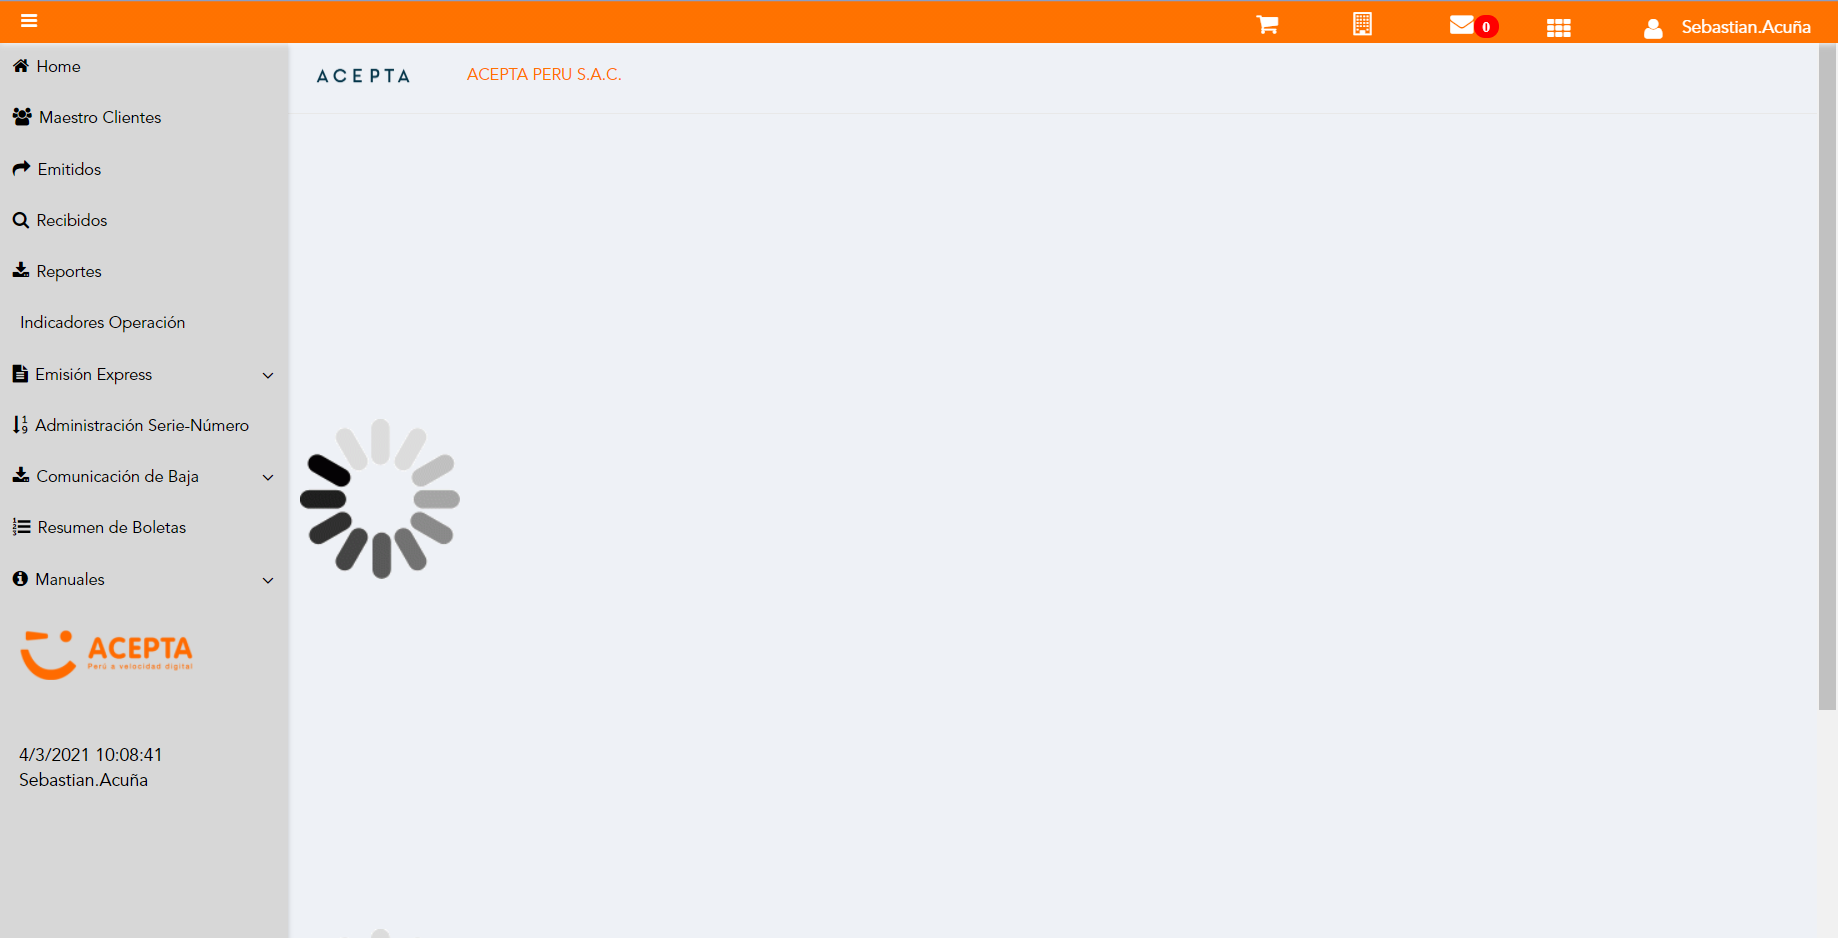 0
Sebastian.Acuña
Home
Maestro Clientes
Emitidos
Recibidos
Reportes
Indicadores Operación
Emisión Express
Administración Serie-Número
Comunicación de Baja
Resumen de Boletas
Manuales
ACEPTA
Perú a velocidad digital
4/3/2021 10:08:41
Sebastian.Acuña
ACEPTA
ACEPTA PERU S.A.C.